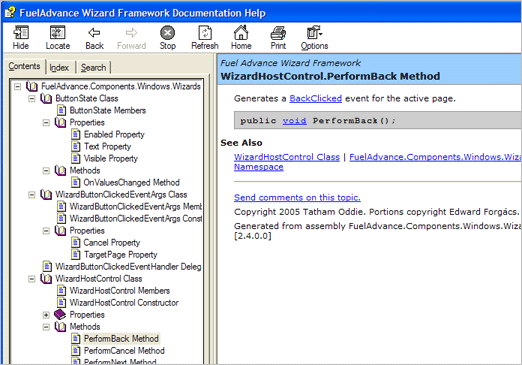 FuelAdvance Wizard Framework Documentation Help
Hide Locate Back Forward Stop Refresh Home Print Options
Contents Index Search
FuelAdvance.Components.Windows.Wizards
ButtonState Class
ButtonState Members
Properties
Enabled Property
Text Property
Visible Property
Methods
OnValuesChanged Method
WizardButtonClickedEventArgs Class
WizardButtonClickedEventArgs Memb
WizardButtonClickedEventArgs Const
Properties
Cancel Property
TargetPage Property
WizardButtonClickedEventHandler Deleg
WizardHostControl Class
WizardHostControl Members
WizardHostControl Constructor
Properties
Methods
PerformBack Method
PerformCancel Method
PerformNext Method
Fuel Advance Wizard Framework
WizardHostControl.PerformBack Method
Generates a BackClicked event for the active page.
public void PerformBack();
See Also
WizardHostControl Class | FuelAdvance.Components.Windows.Wiza
Namespace
Send comments on this topic.
Copyright 2005 Tatham Oddie. Portions copyright Edward Forgács.
Generated from assembly FuelAdvance.Components.Windows.Wiza
[2.4.0.0]